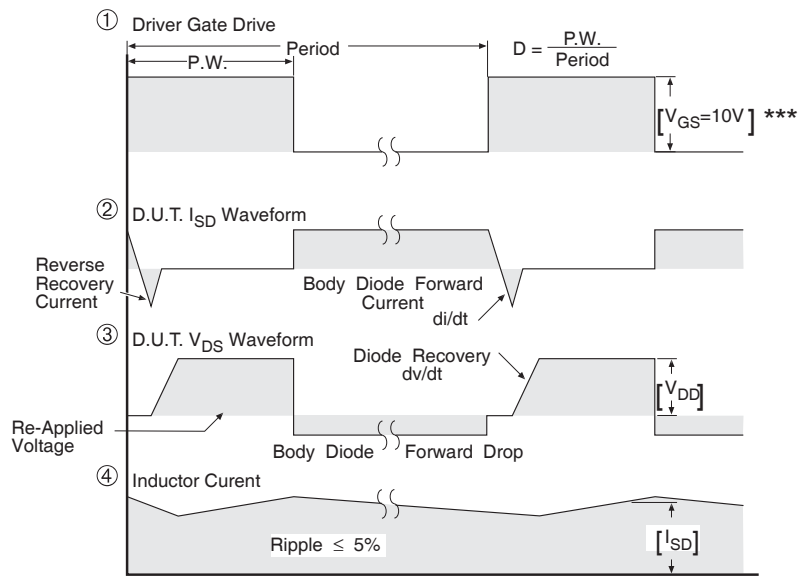 ① Driver Gate Drive
P.W.
Period
D = P.W.
Period
[VGS=10V] ***
② D.U.T. ISD Waveform
Reverse
Recovery
Current
Body Diode Forward
Current
di/dt
③ D.U.T. VDS Waveform
Diode Recovery
dv/dt
[VDD]
Re-Applied
Voltage
Body Diode Forward Drop
④ Inductor Curent
Ripple ≤ 5%
[ISD]